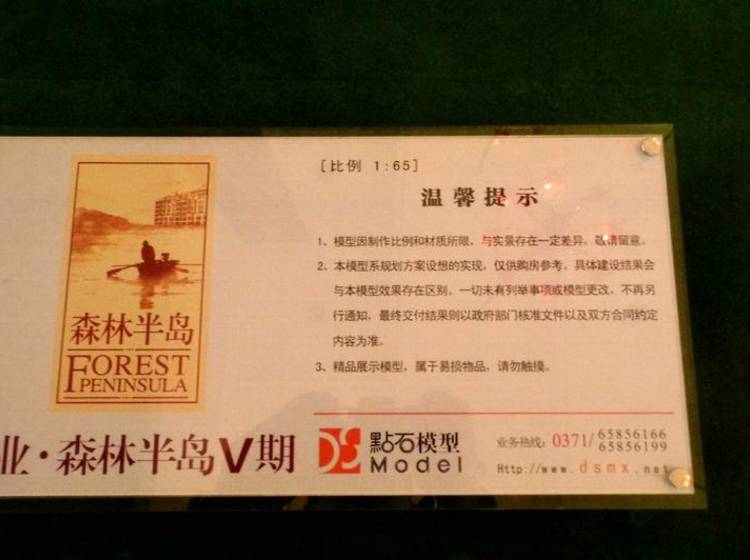 [比例 1:65]
温馨提示
1、模型因制作比例和材质所限，与实景存在一定差异，敬请留意。
2、本模型系规划方案设想的实现，仅供购房参考，具体建设结果会
与本模型效果存在区别，一切未有列举事项或模型更改，不再另
行通知，最终交付结果则以政府部门核准文件以及双方合同约定
内容为准。
3、精品展示模型，属于易损物品，请勿触摸。
森林半岛
FOREST
PENINSULA
业·森林半岛V期
DS
點石模型
Model
业务热线：0371/65856166
65856199
Http://www.dsmx.net